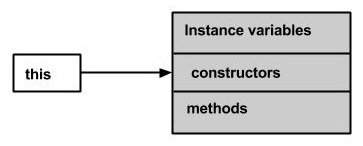 Instance variables
this
constructors
methods